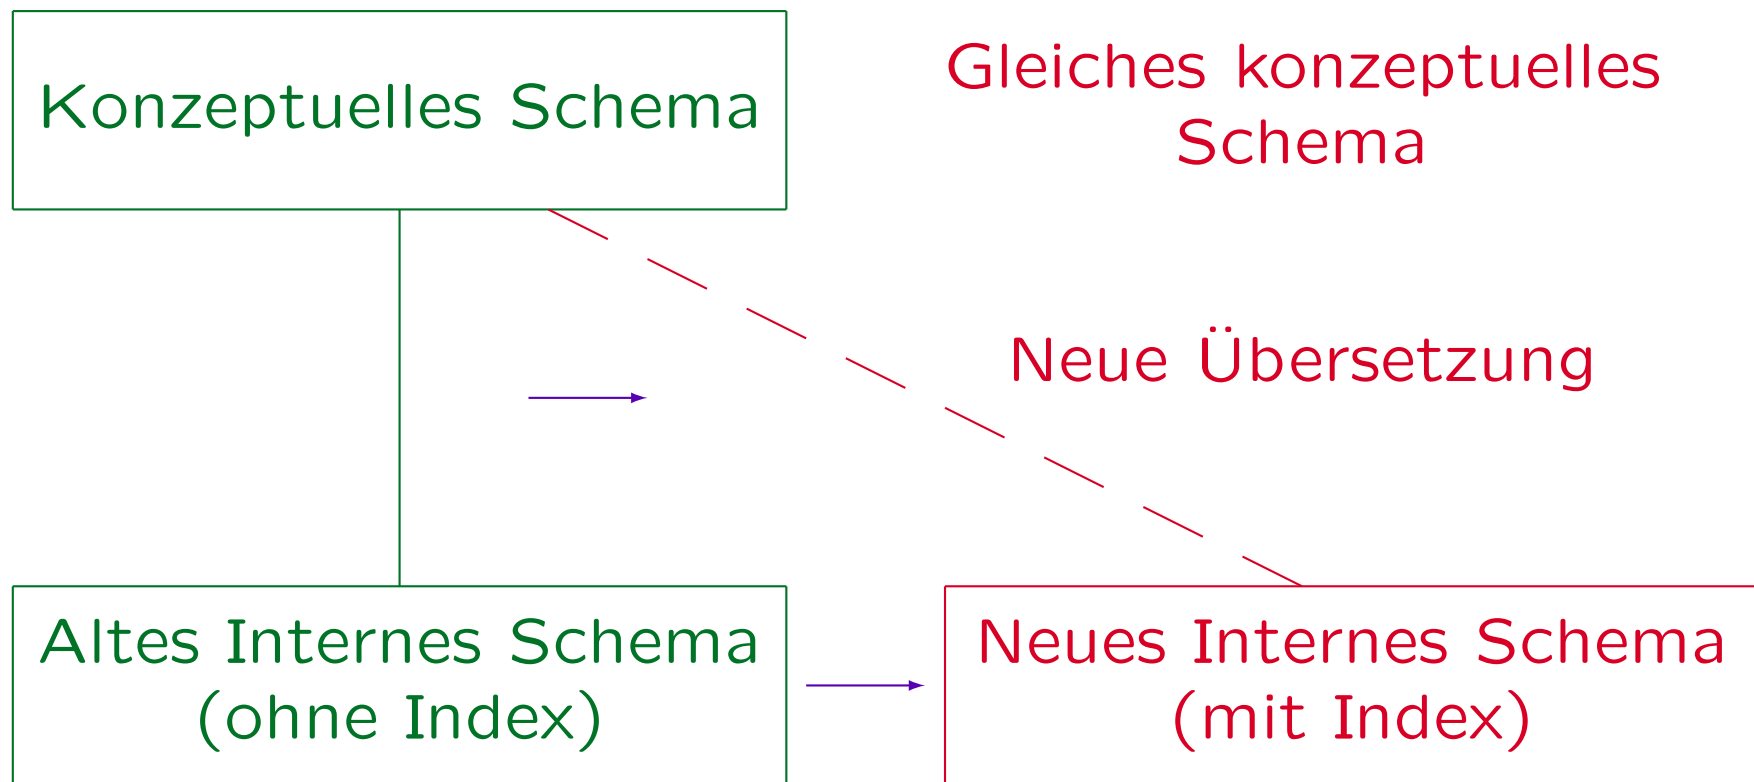 Konzeptuelles Schema
Gleiches konzeptuelles
Schema
Neue Übersetzung
Altes Internes Schema
(ohne Index)
Neues Internes Schema
(mit Index)